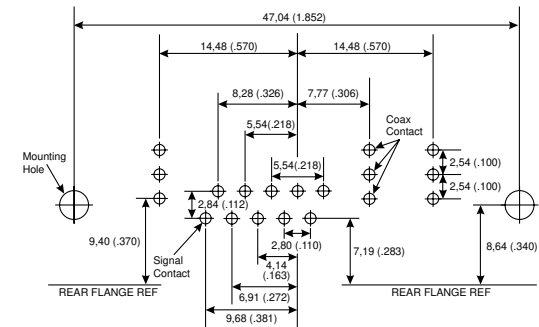 47,04 (1.852)
14,48 (.570)
14,48 (.570)
8,28 (.326)
7,77 (.306)
5,54(.218)
Coax
Contact
Mounting
Hole
5,54(.218)
2,54 (.100)
2,54 (.100)
2,84 (.112)
9,40 (.370)
Signal
Contact
2,80 (.110)
7,19 (.283)
8,64 (.340)
4,14
(.163)
REAR FLANGE REF
6,91 (.272)
REAR FLANGE REF
9,68 (.381)